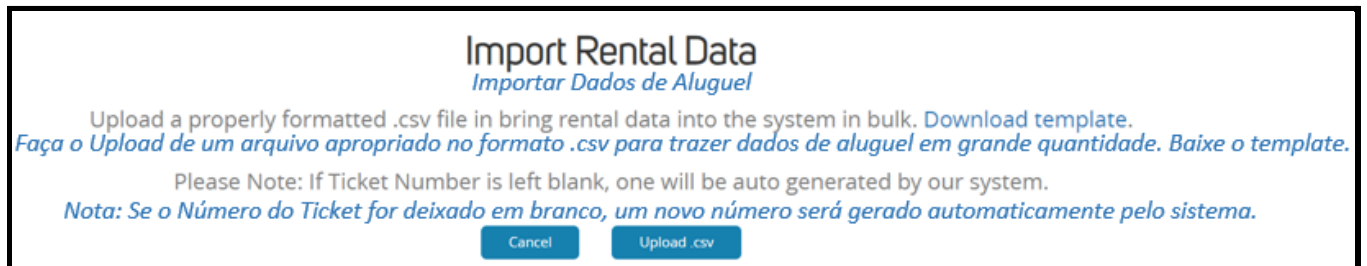 Import Rental Data
Importar Dados de Aluguel
Upload a properly formatted .csv file in bring rental data into the system in bulk. Download template.
Faça o Upload de um arquivo apropriado no formato .csv para trazer dados de aluguel em grande quantidade. Baixe o template.
Please Note: If Ticket Number is left blank, one will be auto generated by our system.
Nota: Se o Número do Ticket for deixado em branco, um novo número será gerado automaticamente pelo sistema.
Cancel Upload .csv